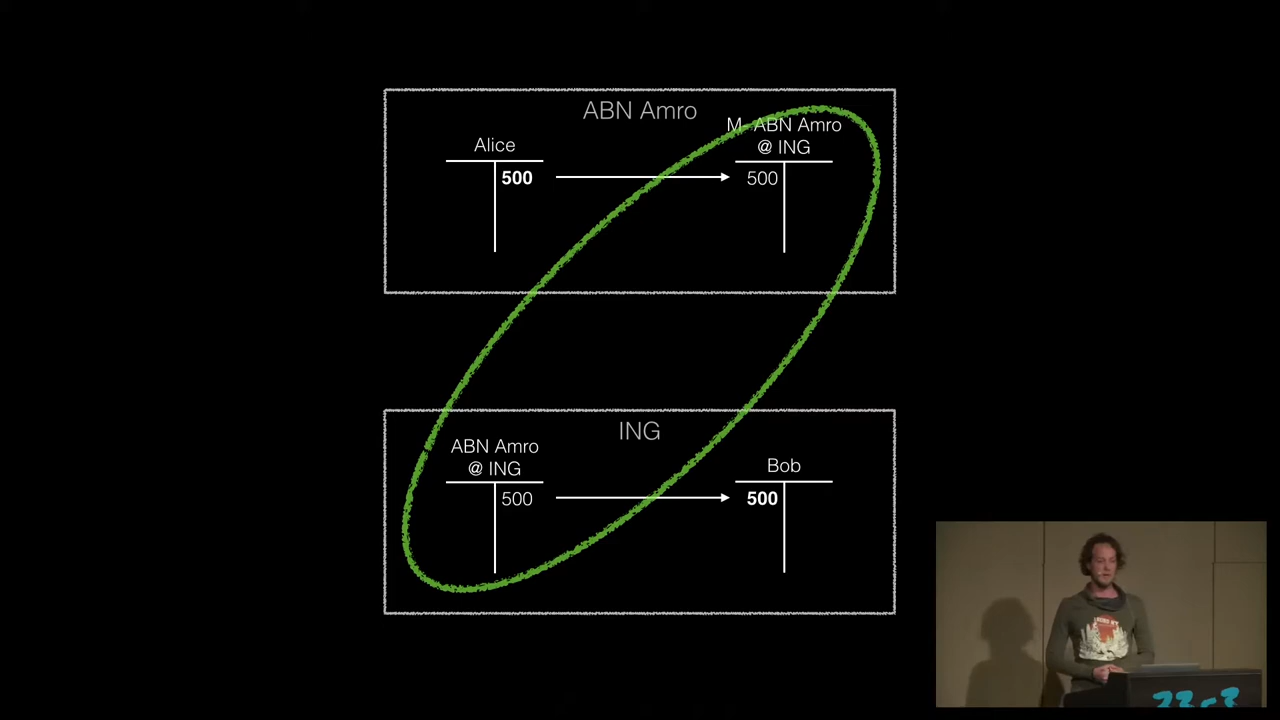 ABN Amro
M- ABN Amro
@ ING
Alice
500
500
ING
ABN Amro
@ ING
Bob
500
500